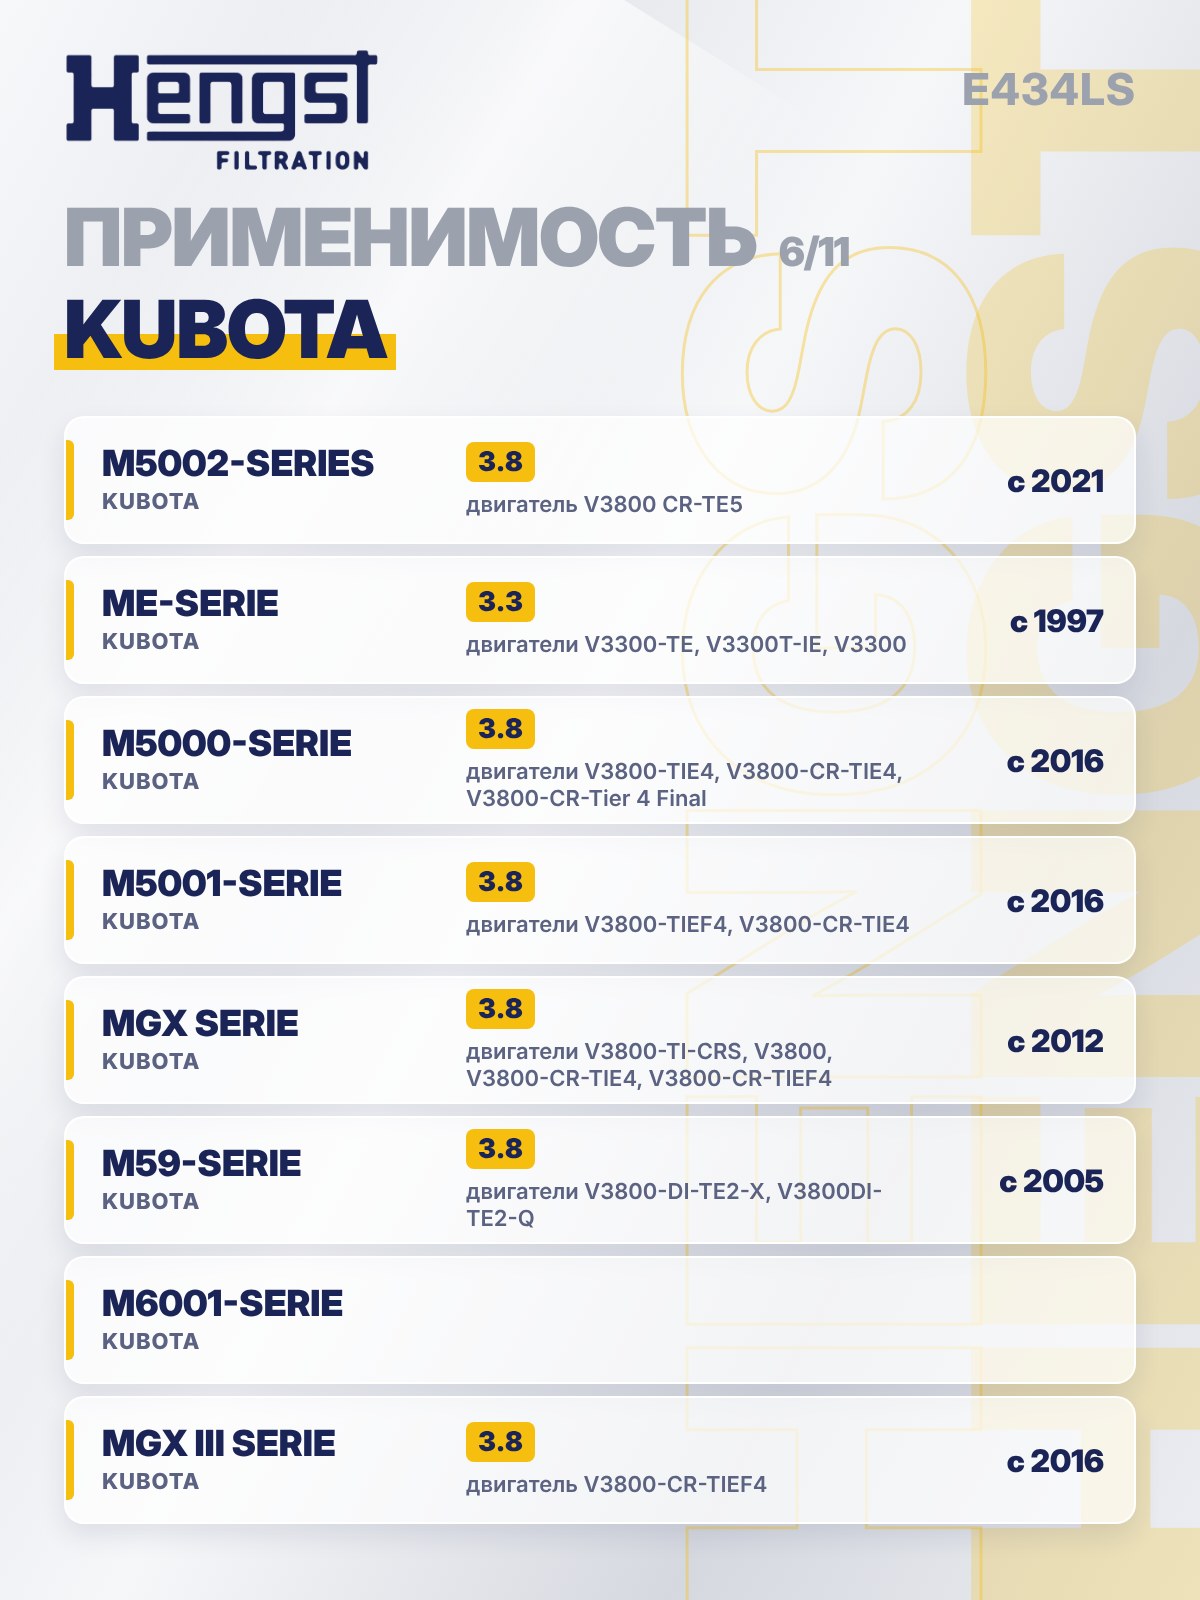 Hengst
FILTRATION
E434LS
ПРИМЕНИМОСТЬ 6/11
KUBOTA
M5002-SERIES
KUBOTA
3.8
двигатель V3800 CR-TE5
с 2021
ME-SERIE
KUBOTA
3.3
двигатели V3300-TE, V3300T-IE, V3300
с 1997
M5000-SERIE
KUBOTA
3.8
двигатели V3800-TIE4, V3800-CR-TIE4,
V3800-CR-Tier 4 Final
с 2016
M5001-SERIE
KUBOTA
3.8
двигатели V3800-TIEF4, V3800-CR-TIE4
с 2016
MGX SERIE
KUBOTA
3.8
двигатели V3800-TI-CRS, V3800,
V3800-CR-TIE4, V3800-CR-TIEF4
с 2012
M59-SERIE
KUBOTA
3.8
двигатели V3800-DI-TE2-X, V3800DI-
TE2-Q
с 2005
M6001-SERIE
KUBOTA
MGX III SERIE
KUBOTA
3.8
двигатель V3800-CR-TIEF4
с 2016
HENGST
HENGST